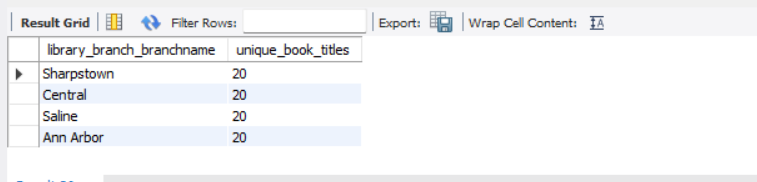 Result Grid Filter Rows: Export: Wrap Cell Content: IA
library_branch_branchname unique_book_titles
Sharpstown 20
Central 20
Saline 20
Ann Arbor 20